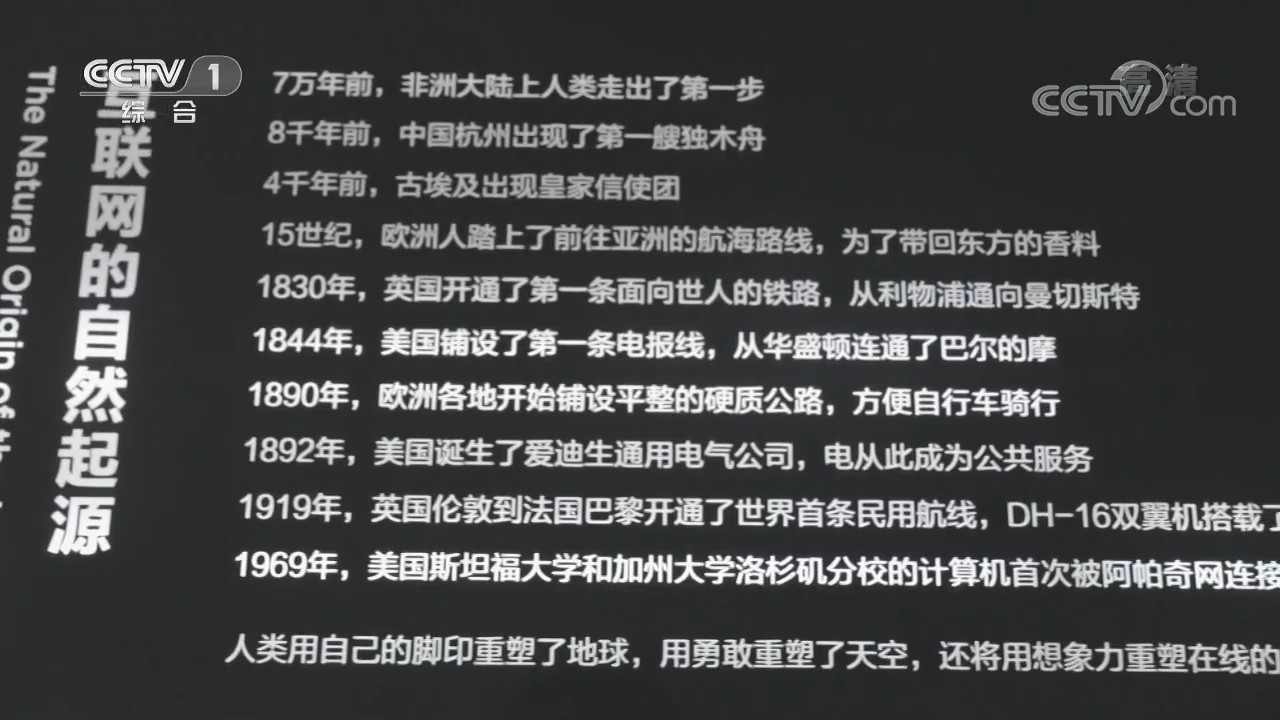 CCTV 1
综合
高清
CCTV.com
互联网的自然起源
The Natural Origin of
7万年前，非洲大陆上人类走出了第一步
8千年前，中国杭州出现了第一艘独木舟
4千年前，古埃及出现皇家信使团
15世纪，欧洲人踏上了前往亚洲的航海路线，为了带回东方的香料
1830年，英国开通了第一条面向世人的铁路，从利物浦通向曼切斯特
1844年，美国铺设了第一条电报线，从华盛顿连通了巴尔的摩
1890年，欧洲各地开始铺设平整的硬质公路，方便自行车骑行
1892年，美国诞生了爱迪生通用电气公司，电从此成为公共服务
1919年，英国伦敦到法国巴黎开通了世界首条民用航线，DH-16双翼机搭载了
1969年，美国斯坦福大学和加州大学洛杉矶分校的计算机首次被阿帕奇网连接
人类用自己的脚印重塑了地球，用勇敢重塑了天空，还将用想象力重塑在线的